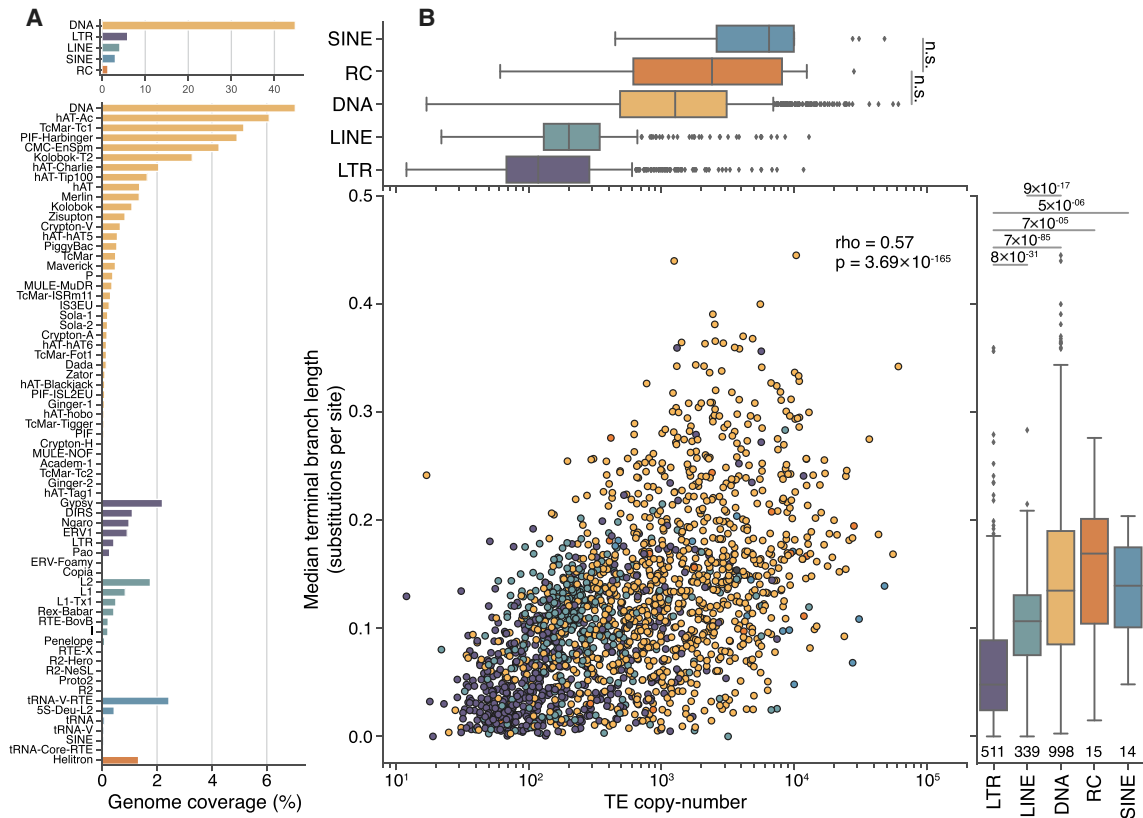 A
DNA
LTR
LINE
SINE
RC
0 10 20 30 40
DNA
hAT-Ac
TcMar-Tc1
PIF-Harbinger
CMC-EnSpm
Kolobok-T2
hAT-Charlie
hAT-Tip100
hAT
Merlin
Kolobok
Zisupton
Crypton-V
hAT-hAT5
PiggyBac
TcMar
Maverick
P
MULE-MuDR
TcMar-ISRm11
IS3EU
Sola-1
Sola-2
Crypton-A
hAT-hAT6
TcMar-Fot1
Dada
Zator
hAT-Blackjack
PIF-ISL2EU
Ginger-1
hAT-hobo
TcMar-Tigger
PIF
Crypton-H
MULE-NOF
Academ-1
TcMar-Tc2
Ginger-2
hAT-Tag1
Gypsy
DIRS
Ngaro
ERV1
LTR
Pao
ERV-Foamy
Copia
L2
L1
L1-Tx1
Rex-Babar
RTE-BovB
I
Penelope
RTE-X
R2-Hero
R2-NeSL
Proto2
R2
tRNA-V-RTE
5S-Deu-L2
tRNA
tRNA-V
SINE
tRNA-Core-RTE
Helitron
0 2 4 6
Genome coverage (%)
B
SINE
RC
DNA
LINE
LTR
n.s.
n.s.
0.5
0.4
0.3
0.2
0.1
0.0
Median terminal branch length
(substitutions per site)
rho = 0.57
p = 3.69×10⁻¹⁶⁵
10¹ 10² 10³ 10⁴ 10⁵
TE copy-number
9×10⁻¹⁷
5×10⁻⁰⁶
7×10⁻⁰⁵
7×10⁻⁸⁵
8×10⁻³¹
511 339 998 15 14
LTR LINE DNA RC SINE